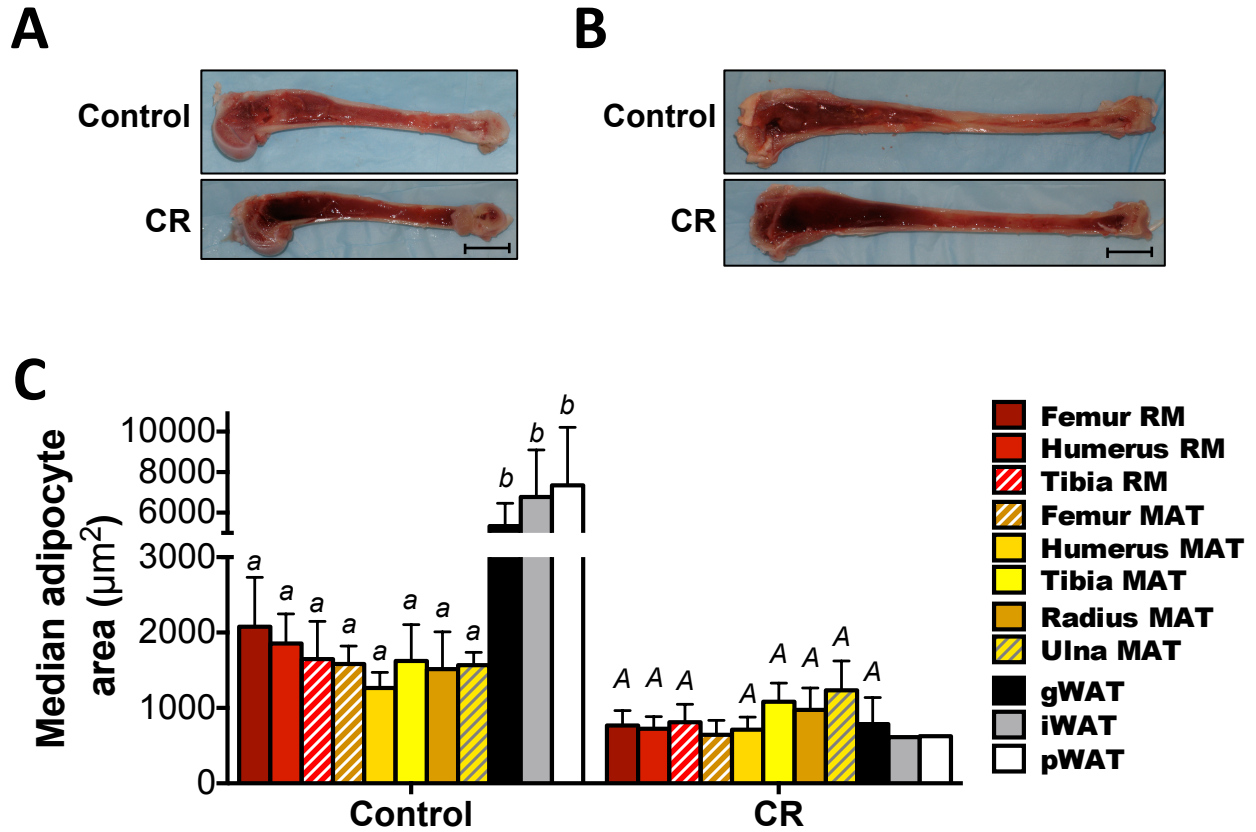 A
B
Control
CR
Control
CR
C
Median adipocyte
area (µm²)
10000
8000
6000
3000
2000
1000
0
a a a a a a a a b b b
A A A A A A A A
Control
CR
Femur RM
Humerus RM
Tibia RM
Femur MAT
Humerus MAT
Tibia MAT
Radius MAT
Ulna MAT
gWAT
iWAT
pWAT